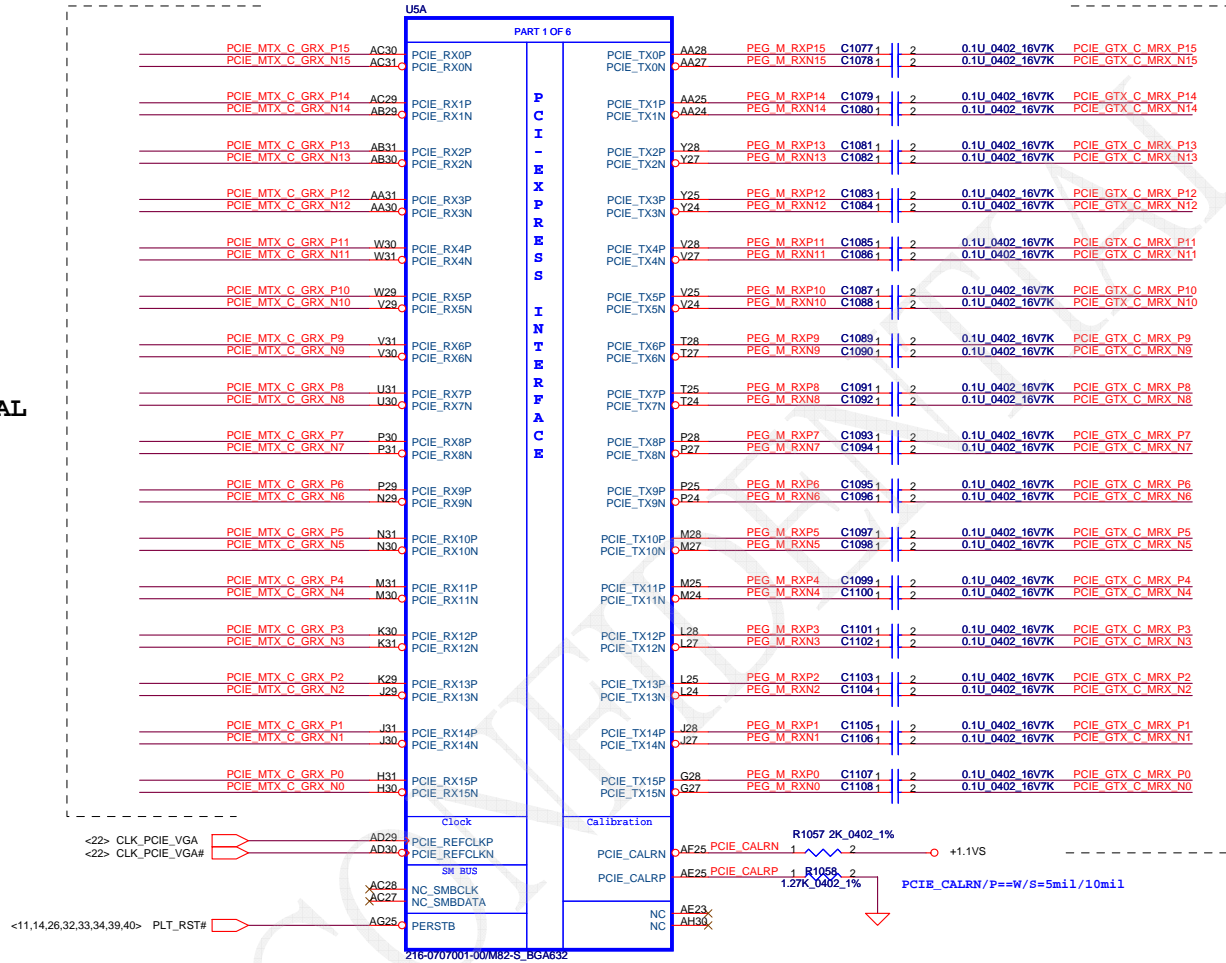 U5A
PART 1 OF 6
PCIE_MTX_C_GRX_P15 AC30 PCIE_RX0P PCIE_TX0P AA28 PEG_M_RXP15 C1077 1 2 0.1U_0402_16V7K PCIE_GTX_C_MRX_P15
PCIE_MTX_C_GRX_N15 AC31 PCIE_RX0N PCIE_TX0N AA27 PEG_M_RXN15 C1078 1 2 0.1U_0402_16V7K PCIE_GTX_C_MRX_N15
PCIE_MTX_C_GRX_P14 AC29 PCIE_RX1P PCIE_TX1P AA25 PEG_M_RXP14 C1079 1 2 0.1U_0402_16V7K PCIE_GTX_C_MRX_P14
PCIE_MTX_C_GRX_N14 AB29 PCIE_RX1N PCIE_TX1N AA24 PEG_M_RXN14 C1080 1 2 0.1U_0402_16V7K PCIE_GTX_C_MRX_N14
PCIE_MTX_C_GRX_P13 AB31 PCIE_RX2P PCIE_TX2P Y28 PEG_M_RXP13 C1081 1 2 0.1U_0402_16V7K PCIE_GTX_C_MRX_P13
PCIE_MTX_C_GRX_N13 AB30 PCIE_RX2N PCIE_TX2N Y27 PEG_M_RXN13 C1082 1 2 0.1U_0402_16V7K PCIE_GTX_C_MRX_N13
PCIE_MTX_C_GRX_P12 AA31 PCIE_RX3P PCIE_TX3P Y25 PEG_M_RXP12 C1083 1 2 0.1U_0402_16V7K PCIE_GTX_C_MRX_P12
PCIE_MTX_C_GRX_N12 AA30 PCIE_RX3N PCIE_TX3N Y24 PEG_M_RXN12 C1084 1 2 0.1U_0402_16V7K PCIE_GTX_C_MRX_N12
PCIE_MTX_C_GRX_P11 W30 PCIE_RX4P PCIE_TX4P V28 PEG_M_RXP11 C1085 1 2 0.1U_0402_16V7K PCIE_GTX_C_MRX_P11
PCIE_MTX_C_GRX_N11 W31 PCIE_RX4N PCIE_TX4N V27 PEG_M_RXN11 C1086 1 2 0.1U_0402_16V7K PCIE_GTX_C_MRX_N11
PCIE_MTX_C_GRX_P10 W29 PCIE_RX5P PCIE_TX5P V25 PEG_M_RXP10 C1087 1 2 0.1U_0402_16V7K PCIE_GTX_C_MRX_P10
PCIE_MTX_C_GRX_N10 V29 PCIE_RX5N PCIE_TX5N V24 PEG_M_RXN10 C1088 1 2 0.1U_0402_16V7K PCIE_GTX_C_MRX_N10
PCIE_MTX_C_GRX_P9 V31 PCIE_RX6P PCIE_TX6P T28 PEG_M_RXP9 C1089 1 2 0.1U_0402_16V7K PCIE_GTX_C_MRX_P9
PCIE_MTX_C_GRX_N9 V30 PCIE_RX6N PCIE_TX6N T27 PEG_M_RXN9 C1090 1 2 0.1U_0402_16V7K PCIE_GTX_C_MRX_N9
PCIE_MTX_C_GRX_P8 U31 PCIE_RX7P PCIE_TX7P T25 PEG_M_RXP8 C1091 1 2 0.1U_0402_16V7K PCIE_GTX_C_MRX_P8
PCIE_MTX_C_GRX_N8 U30 PCIE_RX7N PCIE_TX7N T24 PEG_M_RXN8 C1092 1 2 0.1U_0402_16V7K PCIE_GTX_C_MRX_N8
AL
PCIE_MTX_C_GRX_P7 P30 PCIE_RX8P PCIE_TX8P P28 PEG_M_RXP7 C1093 1 2 0.1U_0402_16V7K PCIE_GTX_C_MRX_P7
PCIE_MTX_C_GRX_N7 P31 PCIE_RX8N PCIE_TX8N P27 PEG_M_RXN7 C1094 1 2 0.1U_0402_16V7K PCIE_GTX_C_MRX_N7
PCI-EXPRESS INTERFACE
PCIE_MTX_C_GRX_P6 P29 PCIE_RX9P PCIE_TX9P P25 PEG_M_RXP6 C1095 1 2 0.1U_0402_16V7K PCIE_GTX_C_MRX_P6
PCIE_MTX_C_GRX_N6 N29 PCIE_RX9N PCIE_TX9N P24 PEG_M_RXN6 C1096 1 2 0.1U_0402_16V7K PCIE_GTX_C_MRX_N6
PCIE_MTX_C_GRX_P5 N31 PCIE_RX10P PCIE_TX10P M28 PEG_M_RXP5 C1097 1 2 0.1U_0402_16V7K PCIE_GTX_C_MRX_P5
PCIE_MTX_C_GRX_N5 N30 PCIE_RX10N PCIE_TX10N M27 PEG_M_RXN5 C1098 1 2 0.1U_0402_16V7K PCIE_GTX_C_MRX_N5
PCIE_MTX_C_GRX_P4 M31 PCIE_RX11P PCIE_TX11P M25 PEG_M_RXP4 C1099 1 2 0.1U_0402_16V7K PCIE_GTX_C_MRX_P4
PCIE_MTX_C_GRX_N4 M30 PCIE_RX11N PCIE_TX11N M24 PEG_M_RXN4 C1100 1 2 0.1U_0402_16V7K PCIE_GTX_C_MRX_N4
PCIE_MTX_C_GRX_P3 K30 PCIE_RX12P PCIE_TX12P L28 PEG_M_RXP3 C1101 1 2 0.1U_0402_16V7K PCIE_GTX_C_MRX_P3
PCIE_MTX_C_GRX_N3 K31 PCIE_RX12N PCIE_TX12N L27 PEG_M_RXN3 C1102 1 2 0.1U_0402_16V7K PCIE_GTX_C_MRX_N3
PCIE_MTX_C_GRX_P2 K29 PCIE_RX13P PCIE_TX13P L25 PEG_M_RXP2 C1103 1 2 0.1U_0402_16V7K PCIE_GTX_C_MRX_P2
PCIE_MTX_C_GRX_N2 J29 PCIE_RX13N PCIE_TX13N L24 PEG_M_RXN2 C1104 1 2 0.1U_0402_16V7K PCIE_GTX_C_MRX_N2
PCIE_MTX_C_GRX_P1 J31 PCIE_RX14P PCIE_TX14P J28 PEG_M_RXP1 C1105 1 2 0.1U_0402_16V7K PCIE_GTX_C_MRX_P1
PCIE_MTX_C_GRX_N1 J30 PCIE_RX14N PCIE_TX14N J27 PEG_M_RXN1 C1106 1 2 0.1U_0402_16V7K PCIE_GTX_C_MRX_N1
PCIE_MTX_C_GRX_P0 H31 PCIE_RX15P PCIE_TX15P G28 PEG_M_RXP0 C1107 1 2 0.1U_0402_16V7K PCIE_GTX_C_MRX_P0
PCIE_MTX_C_GRX_N0 H30 PCIE_RX15N PCIE_TX15N G27 PEG_M_RXN0 C1108 1 2 0.1U_0402_16V7K PCIE_GTX_C_MRX_N0
Clock Calibration
<22> CLK_PCIE_VGA AD29 PCIE_REFCLKP
<22> CLK_PCIE_VGA# AD30 PCIE_REFCLKN
R1057 2K_0402_1%
PCIE_CALRN AF25 PCIE_CALRN 1 2 +1.1VS
SM BUS
PCIE_CALRP AE25 PCIE_CALRP 1 R1058 2
1.27K_0402_1%
PCIE_CALRN/P==W/S=5mil/10mil
AC28 NC_SMBCLK
AC27 NC_SMBDATA
NC AE23
NC AH30
<11,14,26,32,33,34,39,40> PLT_RST# AG25 PERSTB
216-0707001-00/M82-S_BGA632
CONFIDENTIAL